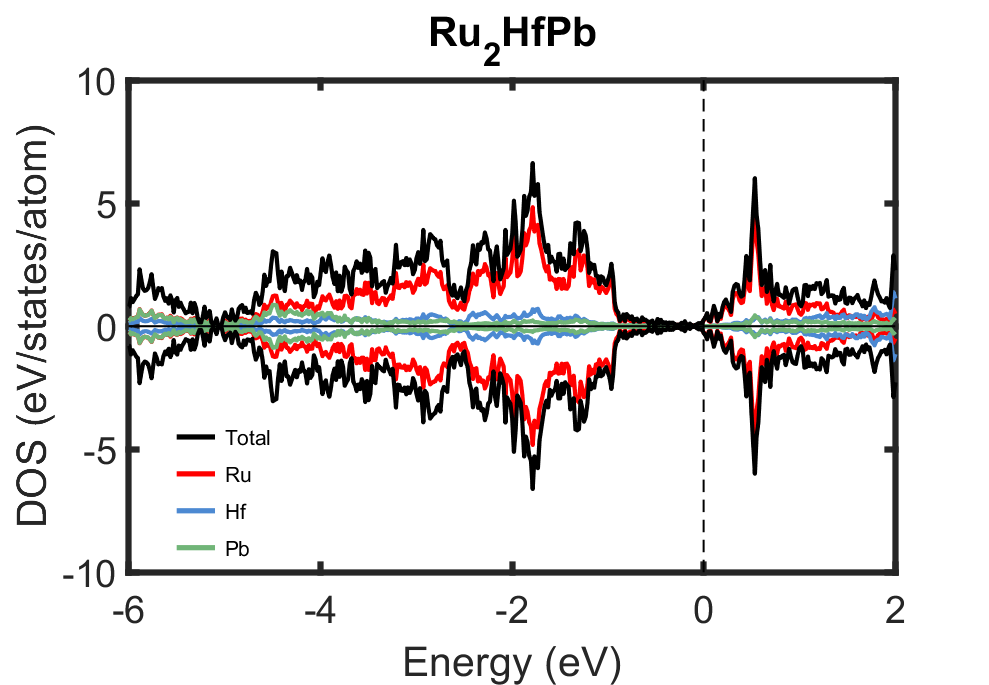 Ru2HfPb
10
5
0
-5
-10
DOS (eV/states/atom)
Total
Ru
Hf
Pb
-6
-4
-2
0
2
Energy (eV)